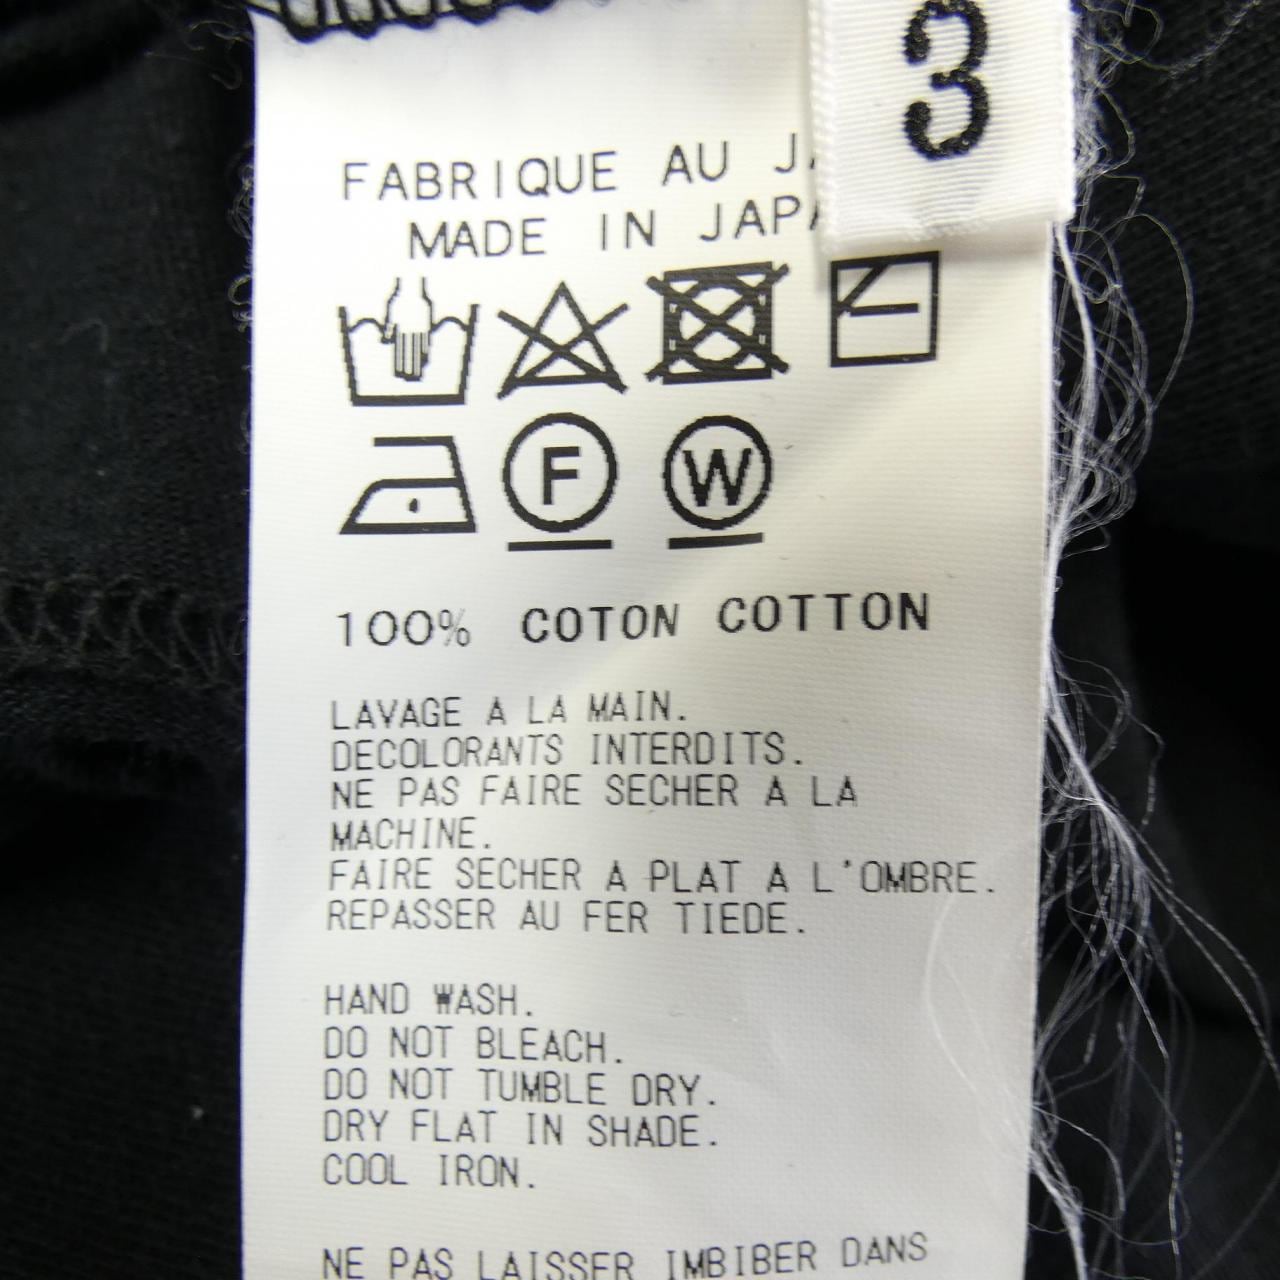 3
FABRIQUE AU
MADE IN
F W
100% COTON COTTON
LAVAGE A LA MAIN.
DECOLORANTS INTERDITS.
NE PAS FAIRE SECHER A LA
MACHINE.
FAIRE SECHER A PLAT A L'OMBRE.
REPASSER AU FER TIEDE.
HAND WASH.
DO NOT BLEACH.
DO NOT TUMBLE DRY.
DRY FLAT IN SHADE.
COOL IRON.
NE PAS LAISSER IMBIBER DANS